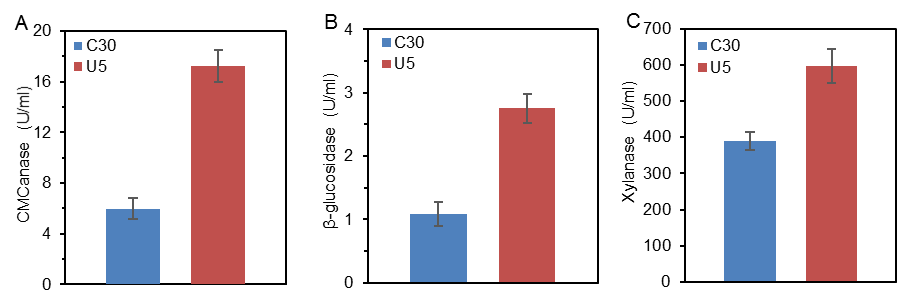 A
CMCanase (U/ml)
20
16
12
8
4
0
C30
U5
B
β-glucosidase (U/ml)
4
3
2
1
0
C30
U5
C
Xylanase (U/ml)
700
600
500
400
300
200
100
0
C30
U5